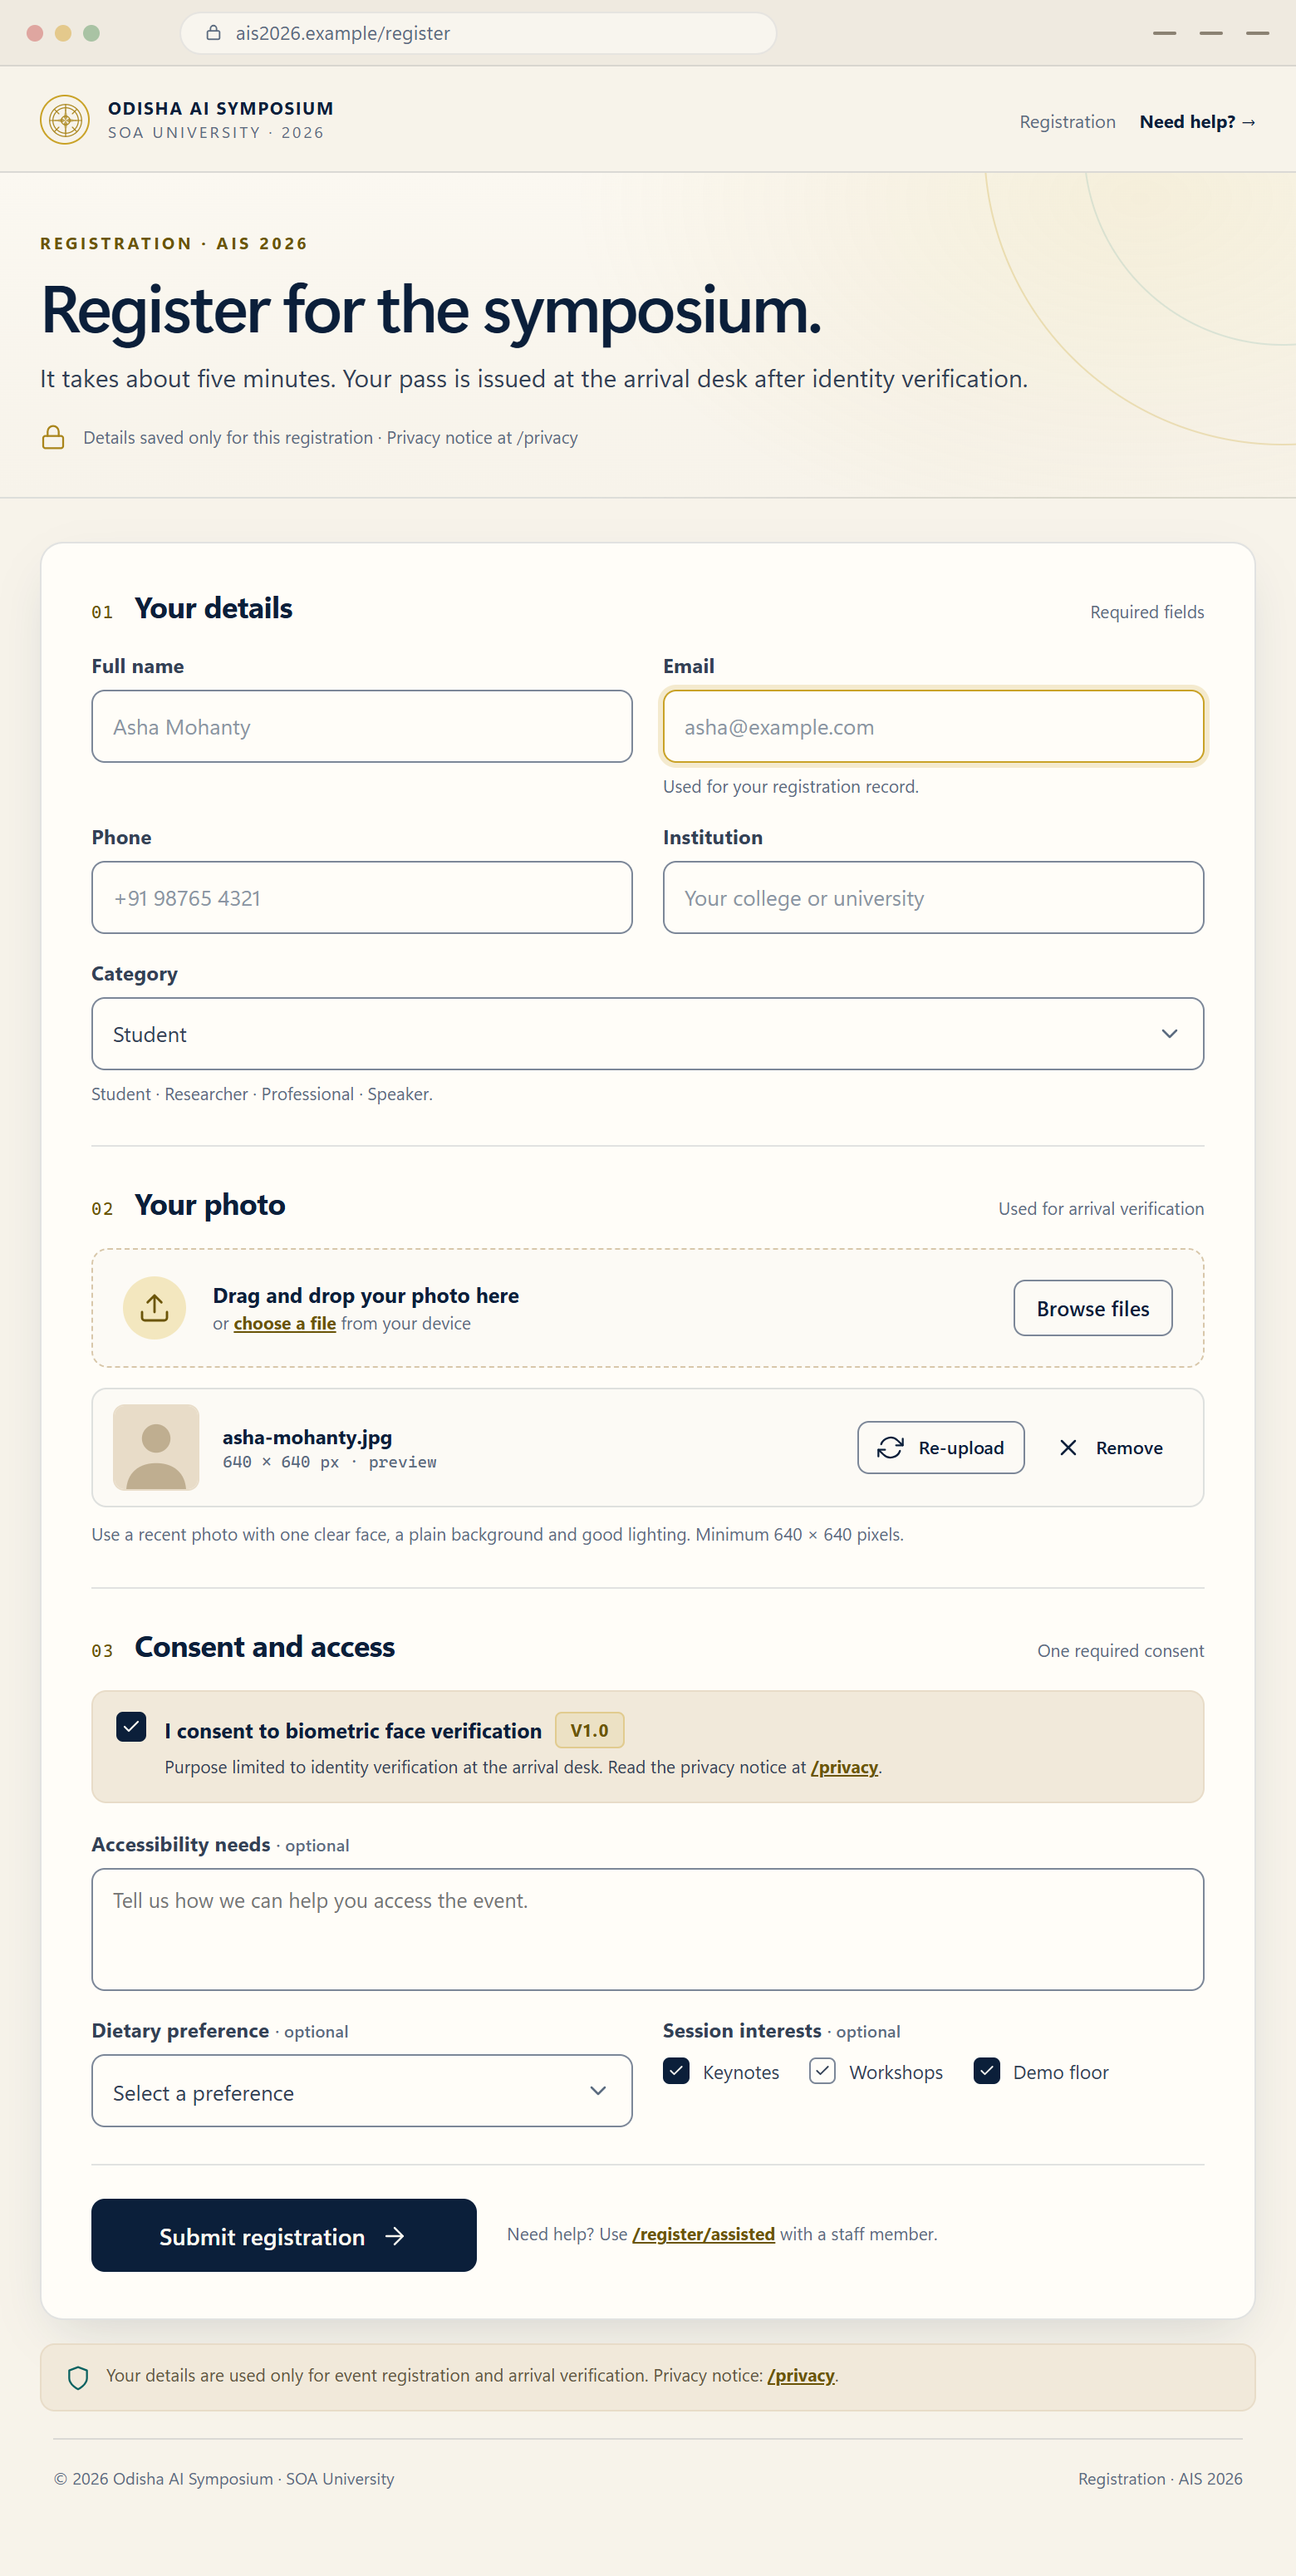 ais2026.example/register
ODISHA AI SYMPOSIUM
SOA UNIVERSITY · 2026
Registration
Need help? →
REGISTRATION · AIS 2026
Register for the symposium.
It takes about five minutes. Your pass is issued at the arrival desk after identity verification.
Details saved only for this registration · Privacy notice at /privacy
01 Your details
Required fields
Full name
Asha Mohanty
Email
asha@example.com
Used for your registration record.
Phone
+91 98765 4321
Institution
Your college or university
Category
Student
Student · Researcher · Professional · Speaker.
02 Your photo
Used for arrival verification
Drag and drop your photo here
or choose a file from your device
Browse files
asha-mohanty.jpg
640 × 640 px · preview
Re-upload
Remove
Use a recent photo with one clear face, a plain background and good lighting. Minimum 640 × 640 pixels.
03 Consent and access
One required consent
I consent to biometric face verification V1.0
Purpose limited to identity verification at the arrival desk. Read the privacy notice at /privacy.
Accessibility needs · optional
Tell us how we can help you access the event.
Dietary preference · optional
Select a preference
Session interests · optional
Keynotes Workshops Demo floor
Submit registration →
Need help? Use /register/assisted with a staff member.
Your details are used only for event registration and arrival verification. Privacy notice: /privacy.
© 2026 Odisha AI Symposium · SOA University
Registration · AIS 2026